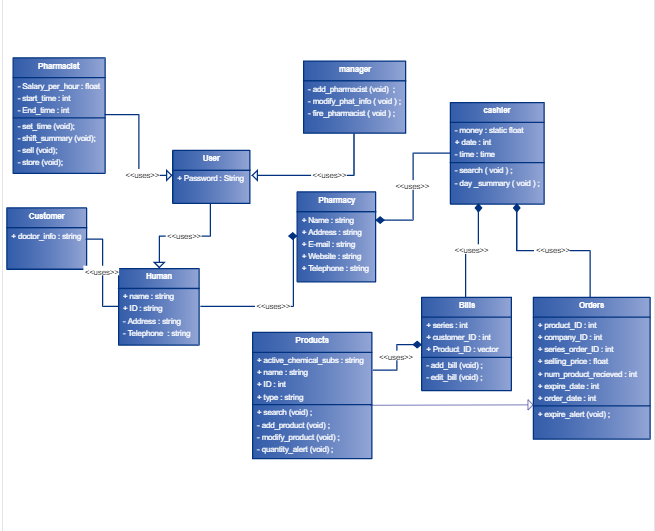 Pharmacist
- Salary_per_hour : float
- start_time : int
- End_time : int
- set_time (void);
- shift_summary (void);
- sell (void);
- store (void);
manager
- add_pharmacist (void) ;
- modify_phat_info ( void ) ;
- fire_pharmacist ( void ) ;
cashier
- money : static float
+ date : int
- time : time
- search ( void ) ;
- day _summary ( void ) ;
User
+ Password : String
<<uses>>
<<uses>>
<<uses>>
Pharmacy
+ Name : string
+ Address : string
+ E-mail : string
+ Website : string
+ Telephone : string
Customer
+ doctor_info : string
<<uses>>
<<uses>>
<<uses>>
<<uses>>
Human
+ name : string
+ ID : string
- Address : string
- Telephone : string
<<uses>>
Bills
+ series : int
+ customer_ID : int
+ Product_ID : vector
- add_bill (void) ;
- edit_bill (void) ;
Orders
+ product_ID : int
+ company_ID : int
+ series_order_ID : int
+ selling_price : float
+ num_product_recieved : int
+ expire_date : int
+ order_date : int
+ expire_alert (void) ;
Products
+ active_chemical_subs : string
+ name : string
+ ID : int
+ type : string
+ search (void) ;
- add_product (void) ;
- modify_product (void) ;
- quantity_alert (void) ;
<<uses>>